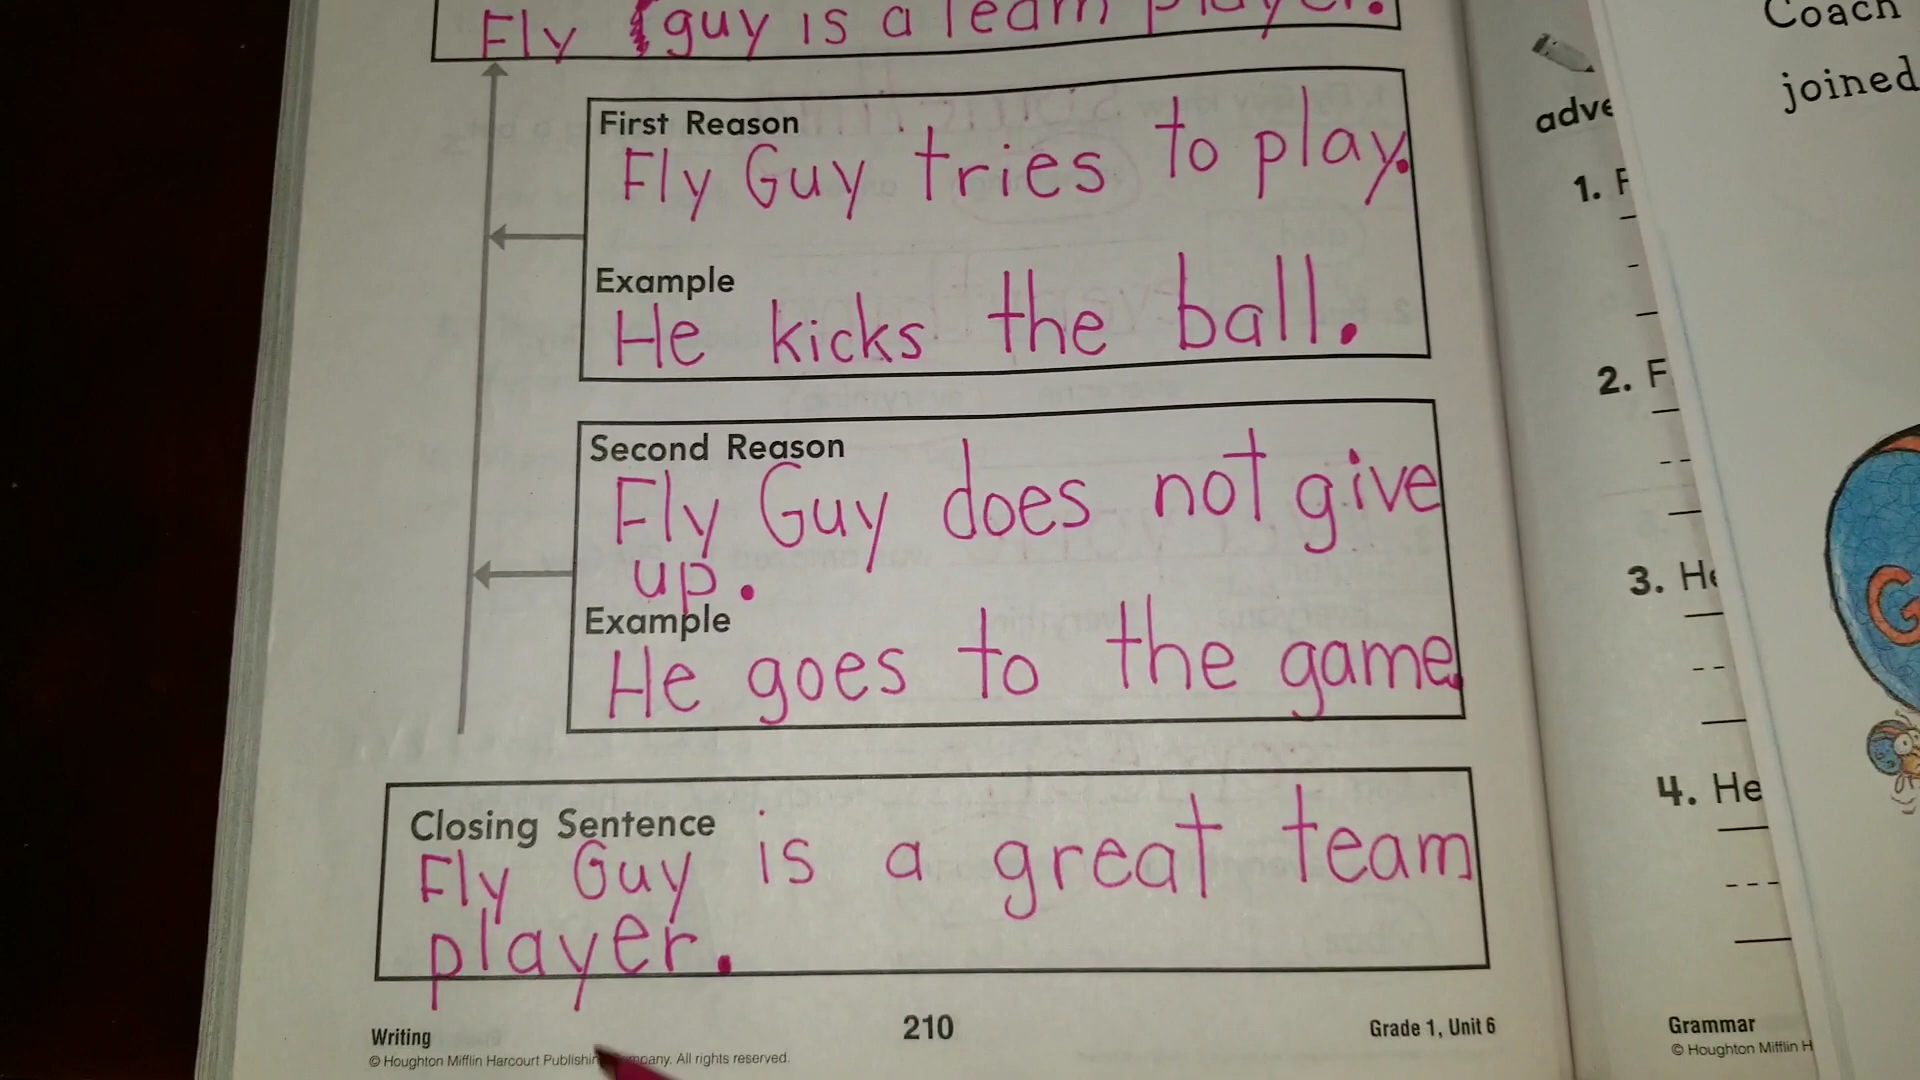 Fly guy is a team player.
First Reason
Fly Guy tries to play.
Example
He kicks the ball.
Second Reason
Fly Guy does not give
up.
Example
He goes to the game.
Closing Sentence
Fly Guy is a great team
player.
Writing
210
Grade 1, Unit 6
© Houghton Mifflin Harcourt Publishing Company. All rights reserved.
1. F
2. F
3. He
4. He
Grammar
© Houghton Mifflin H
Coach
joined
G